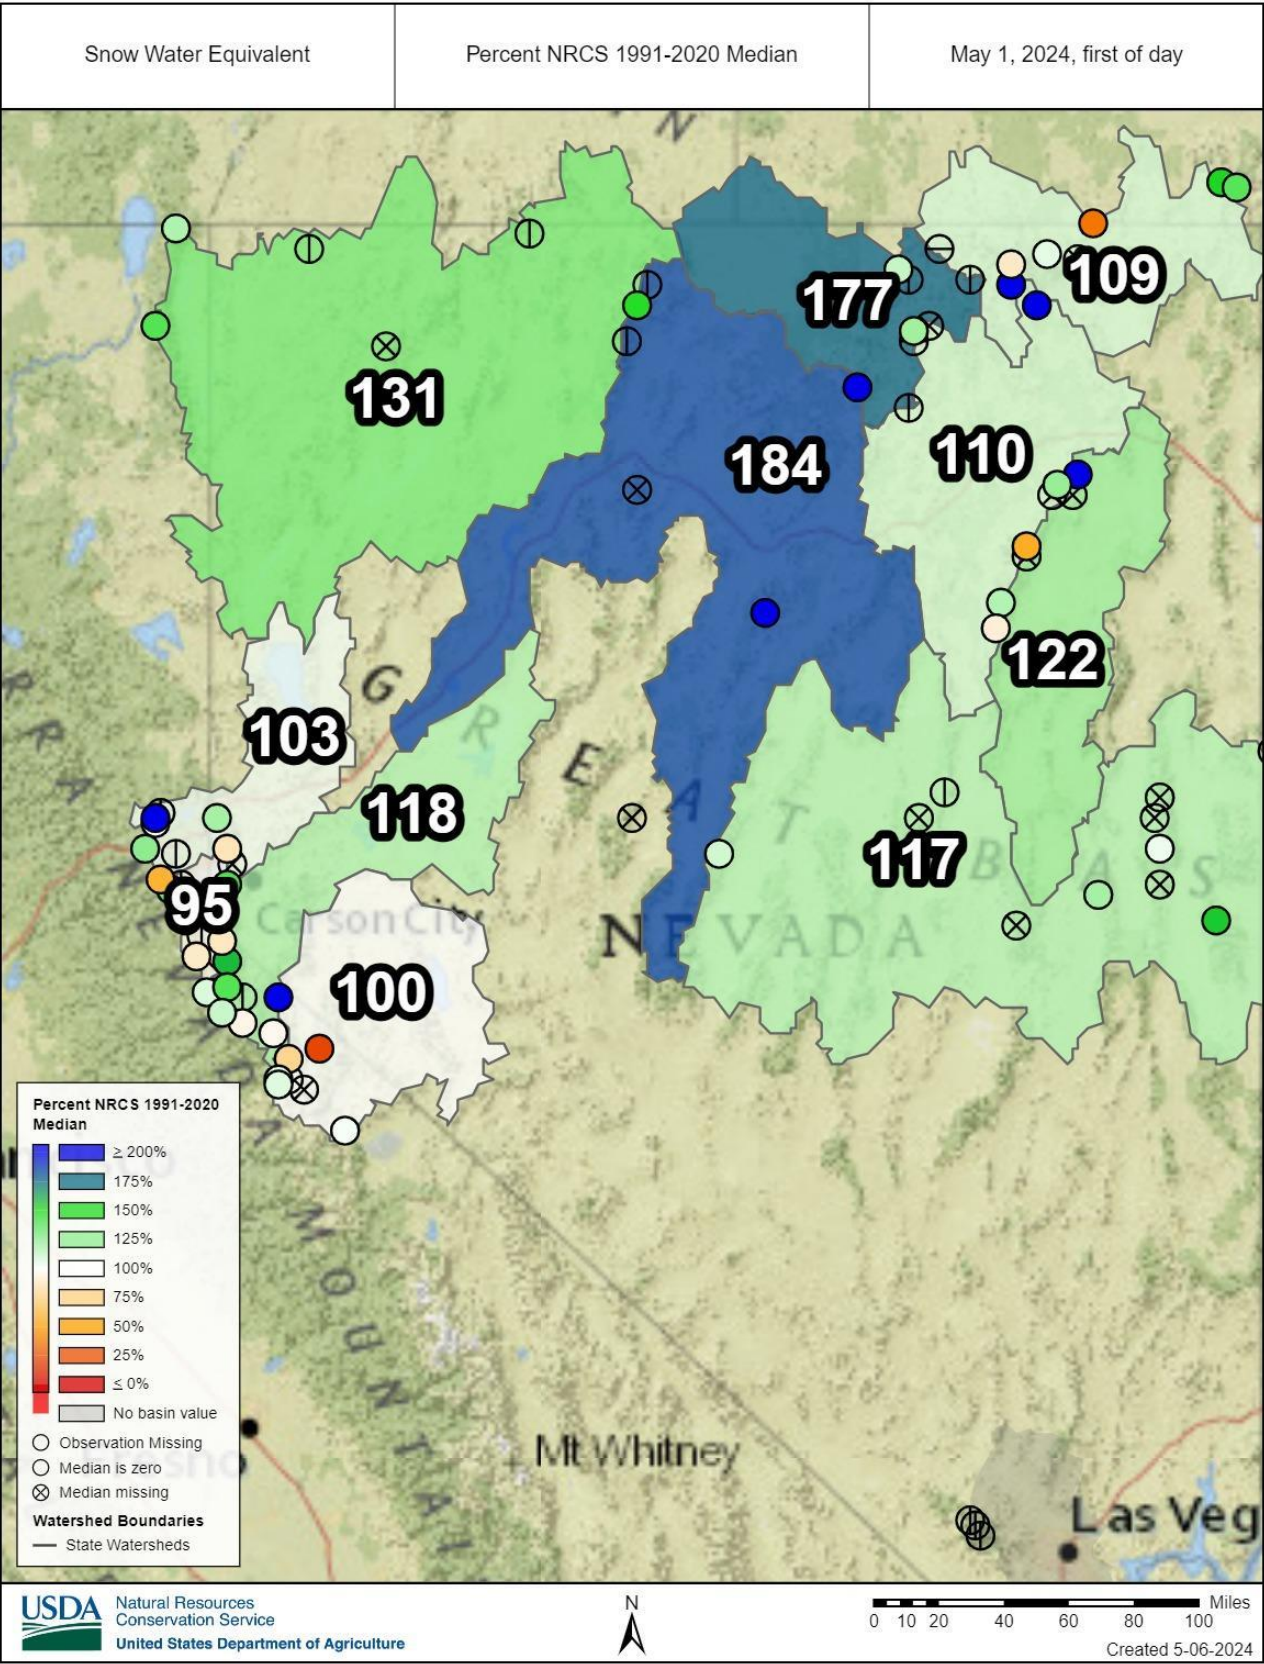 Snow Water Equivalent
Percent NRCS 1991-2020 Median
May 1, 2024, first of day
109
177
131
184
110
122
103
118
117
95
Carson City
NEVADA
100
GREAT BAS
MOUNTAI
Percent NRCS 1991-2020
Median
≥ 200%
175%
150%
125%
100%
75%
50%
25%
≤ 0%
No basin value
Observation Missing
Median is zero
Median missing
Watershed Boundaries
State Watersheds
Mt Whitney
Las Veg
USDA
Natural Resources
Conservation Service
United States Department of Agriculture
N
0 10 20 40 60 80 100 Miles
Created 5-06-2024